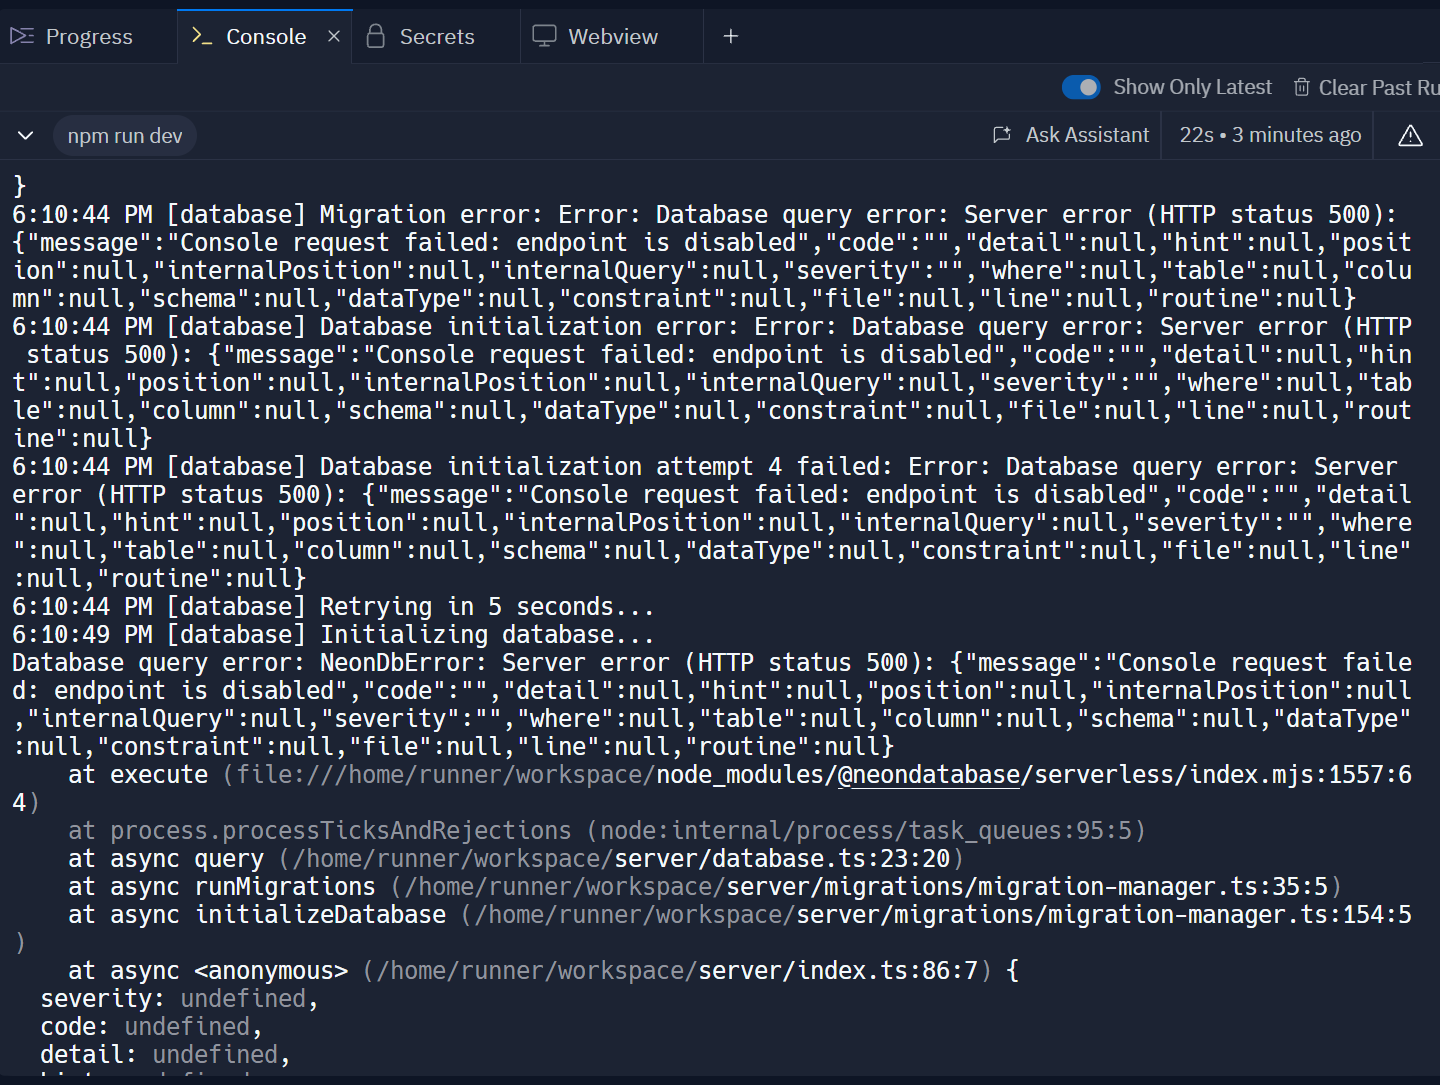 Progress
Console
Secrets
Webview
Show Only Latest
Clear Past Ru
npm run dev
Ask Assistant
22s • 3 minutes ago
}
6:10:44 PM [database] Migration error: Error: Database query error: Server error (HTTP status 500):
{"message":"Console request failed: endpoint is disabled","code":"","detail":null,"hint":null,"posit
ion":null,"internalPosition":null,"internalQuery":null,"severity":"","where":null,"table":null,"colu
mn":null,"schema":null,"dataType":null,"constraint":null,"file":null,"line":null,"routine":null}
6:10:44 PM [database] Database initialization error: Error: Database query error: Server error (HTTP
 status 500): {"message":"Console request failed: endpoint is disabled","code":"","detail":null,"hin
t":null,"position":null,"internalPosition":null,"internalQuery":null,"severity":"","where":null,"tab
le":null,"column":null,"schema":null,"dataType":null,"constraint":null,"file":null,"line":null,"rout
ine":null}
6:10:44 PM [database] Database initialization attempt 4 failed: Error: Database query error: Server
error (HTTP status 500): {"message":"Console request failed: endpoint is disabled","code":"","detail
":null,"hint":null,"position":null,"internalPosition":null,"internalQuery":null,"severity":"","where
":null,"table":null,"column":null,"schema":null,"dataType":null,"constraint":null,"file":null,"line"
:null,"routine":null}
6:10:44 PM [database] Retrying in 5 seconds...
6:10:49 PM [database] Initializing database...
Database query error: NeonDbError: Server error (HTTP status 500): {"message":"Console request faile
d: endpoint is disabled","code":"","detail":null,"hint":null,"position":null,"internalPosition":null
,"internalQuery":null,"severity":"","where":null,"table":null,"column":null,"schema":null,"dataType"
:null,"constraint":null,"file":null,"line":null,"routine":null}
    at execute (file:///home/runner/workspace/node_modules/@neondatabase/serverless/index.mjs:1557:6
4)
    at process.processTicksAndRejections (node:internal/process/task_queues:95:5)
    at async query (/home/runner/workspace/server/database.ts:23:20)
    at async runMigrations (/home/runner/workspace/server/migrations/migration-manager.ts:35:5)
    at async initializeDatabase (/home/runner/workspace/server/migrations/migration-manager.ts:154:5
)
    at async <anonymous> (/home/runner/workspace/server/index.ts:86:7) {
  severity: undefined,
  code: undefined,
  detail: undefined,